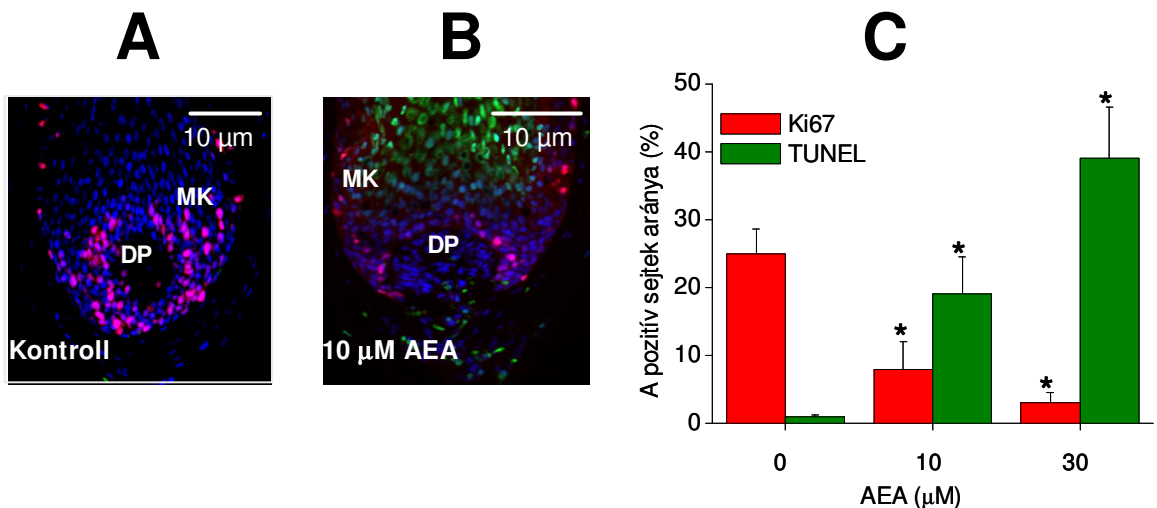 A
B
C
10 µm
MK
DP
Kontroll
10 µm
MK
DP
10 µM AEA
A pozitív sejtek aránya (%)
50
40
30
20
10
0
Ki67
TUNEL
*
*
*
*
0
10
30
AEA (µM)